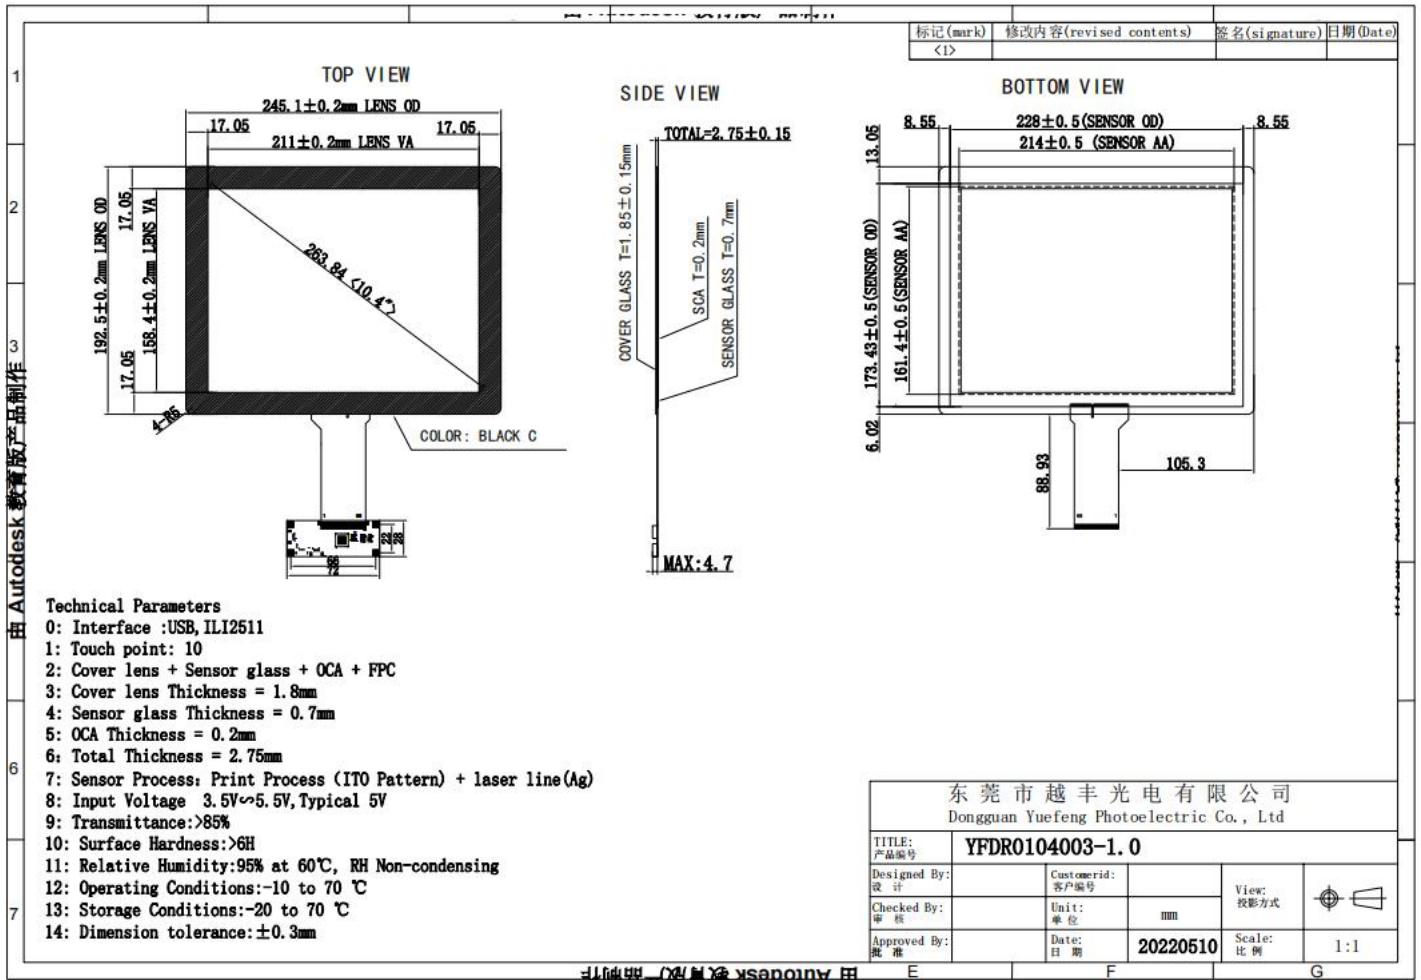 标记(mark) 修改内容(revised contents) 签名(signature) 日期(Date)
<1>
TOP VIEW
245.1±0.2mm LENS OD
17.05
17.05
211±0.2mm LENS VA
192.5±0.2mm LENS OD
17.05
158.4±0.2mm LENS VA
17.05
263.84 <10.4">
4-R5
COLOR: BLACK C
22
28
66
72
SIDE VIEW
TOTAL=2.75±0.15
COVER GLASS T=1.85±0.15mm
SCA T=0.2mm
SENSOR GLASS T=0.7mm
MAX:4.7
BOTTOM VIEW
8.55
228±0.5(SENSOR OD)
8.55
214±0.5 (SENSOR AA)
13.05
173.43±0.5(SENSOR OD)
161.4±0.5(SENSOR AA)
6.02
88.93
105.3
1
2
3
6
7
由 Autodesk 教育版产品制作
Technical Parameters
0: Interface :USB,ILI2511
1: Touch point: 10
2: Cover lens + Sensor glass + OCA + FPC
3: Cover lens Thickness = 1.8mm
4: Sensor glass Thickness = 0.7mm
5: OCA Thickness = 0.2mm
6: Total Thickness = 2.75mm
7: Sensor Process: Print Process (ITO Pattern) + laser line(Ag)
8: Input Voltage 3.5V∽5.5V,Typical 5V
9: Transmittance:>85%
10: Surface Hardness:>6H
11: Relative Humidity:95% at 60℃, RH Non-condensing
12: Operating Conditions:-10 to 70 ℃
13: Storage Conditions:-20 to 70 ℃
14: Dimension tolerance:±0.3mm
东莞市越丰光电有限公司
Dongguan Yuefeng Photoelectric Co., Ltd
TITLE:
产品编号
YFDR0104003-1.0
Designed By:
设 计
Customerid:
客户编号
View:
投影方式
Checked By:
审 核
Unit:
单 位
mm
Approved By:
批 准
Date:
日 期
20220510
Scale:
比 例
1:1
E F G
由 Autodesk 教育版产品制作